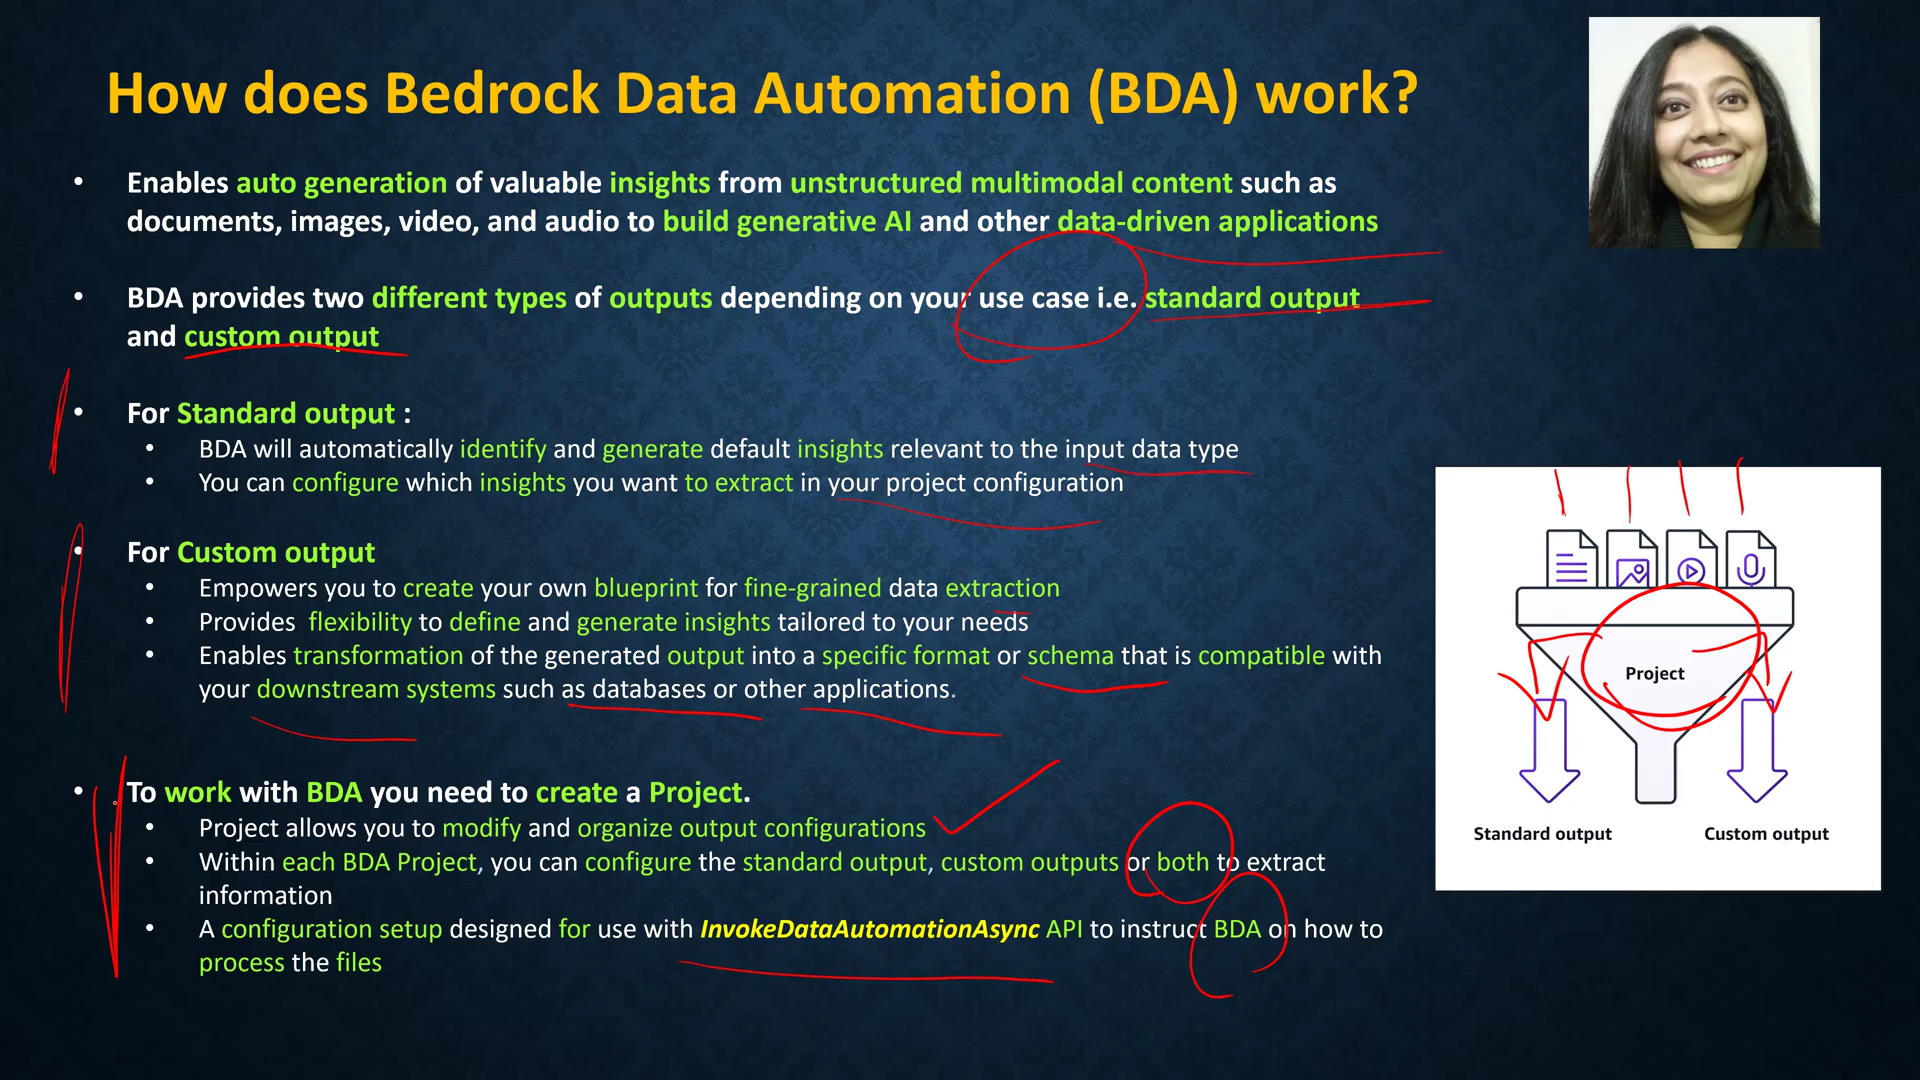 How does Bedrock Data Automation (BDA) work?
• Enables auto generation of valuable insights from unstructured multimodal content such as
documents, images, video, and audio to build generative AI and other data-driven applications
• BDA provides two different types of outputs depending on your use case i.e. standard output
and custom output
• For Standard output :
• BDA will automatically identify and generate default insights relevant to the input data type
• You can configure which insights you want to extract in your project configuration
• For Custom output
• Empowers you to create your own blueprint for fine-grained data extraction
• Provides flexibility to define and generate insights tailored to your needs
• Enables transformation of the generated output into a specific format or schema that is compatible with
your downstream systems such as databases or other applications.
• To work with BDA you need to create a Project.
• Project allows you to modify and organize output configurations
• Within each BDA Project, you can configure the standard output, custom outputs or both to extract
information
• A configuration setup designed for use with InvokeDataAutomationAsync API to instruct BDA on how to
process the files
Project
Standard output
Custom output